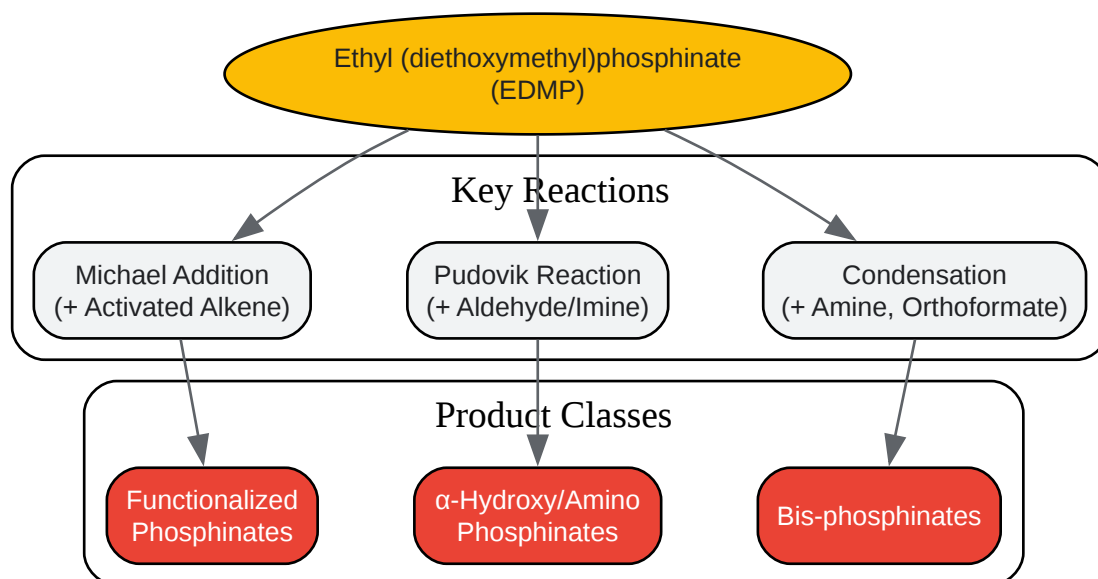 Ethyl (diethoxymethyl)phosphinate
(EDMP)
Key Reactions
Michael Addition
(+ Activated Alkene)
Pudovik Reaction
(+ Aldehyde/Imine)
Condensation
(+ Amine, Orthoformate)
Product Classes
Functionalized
Phosphinates
α-Hydroxy/Amino
Phosphinates
Bis-phosphinates